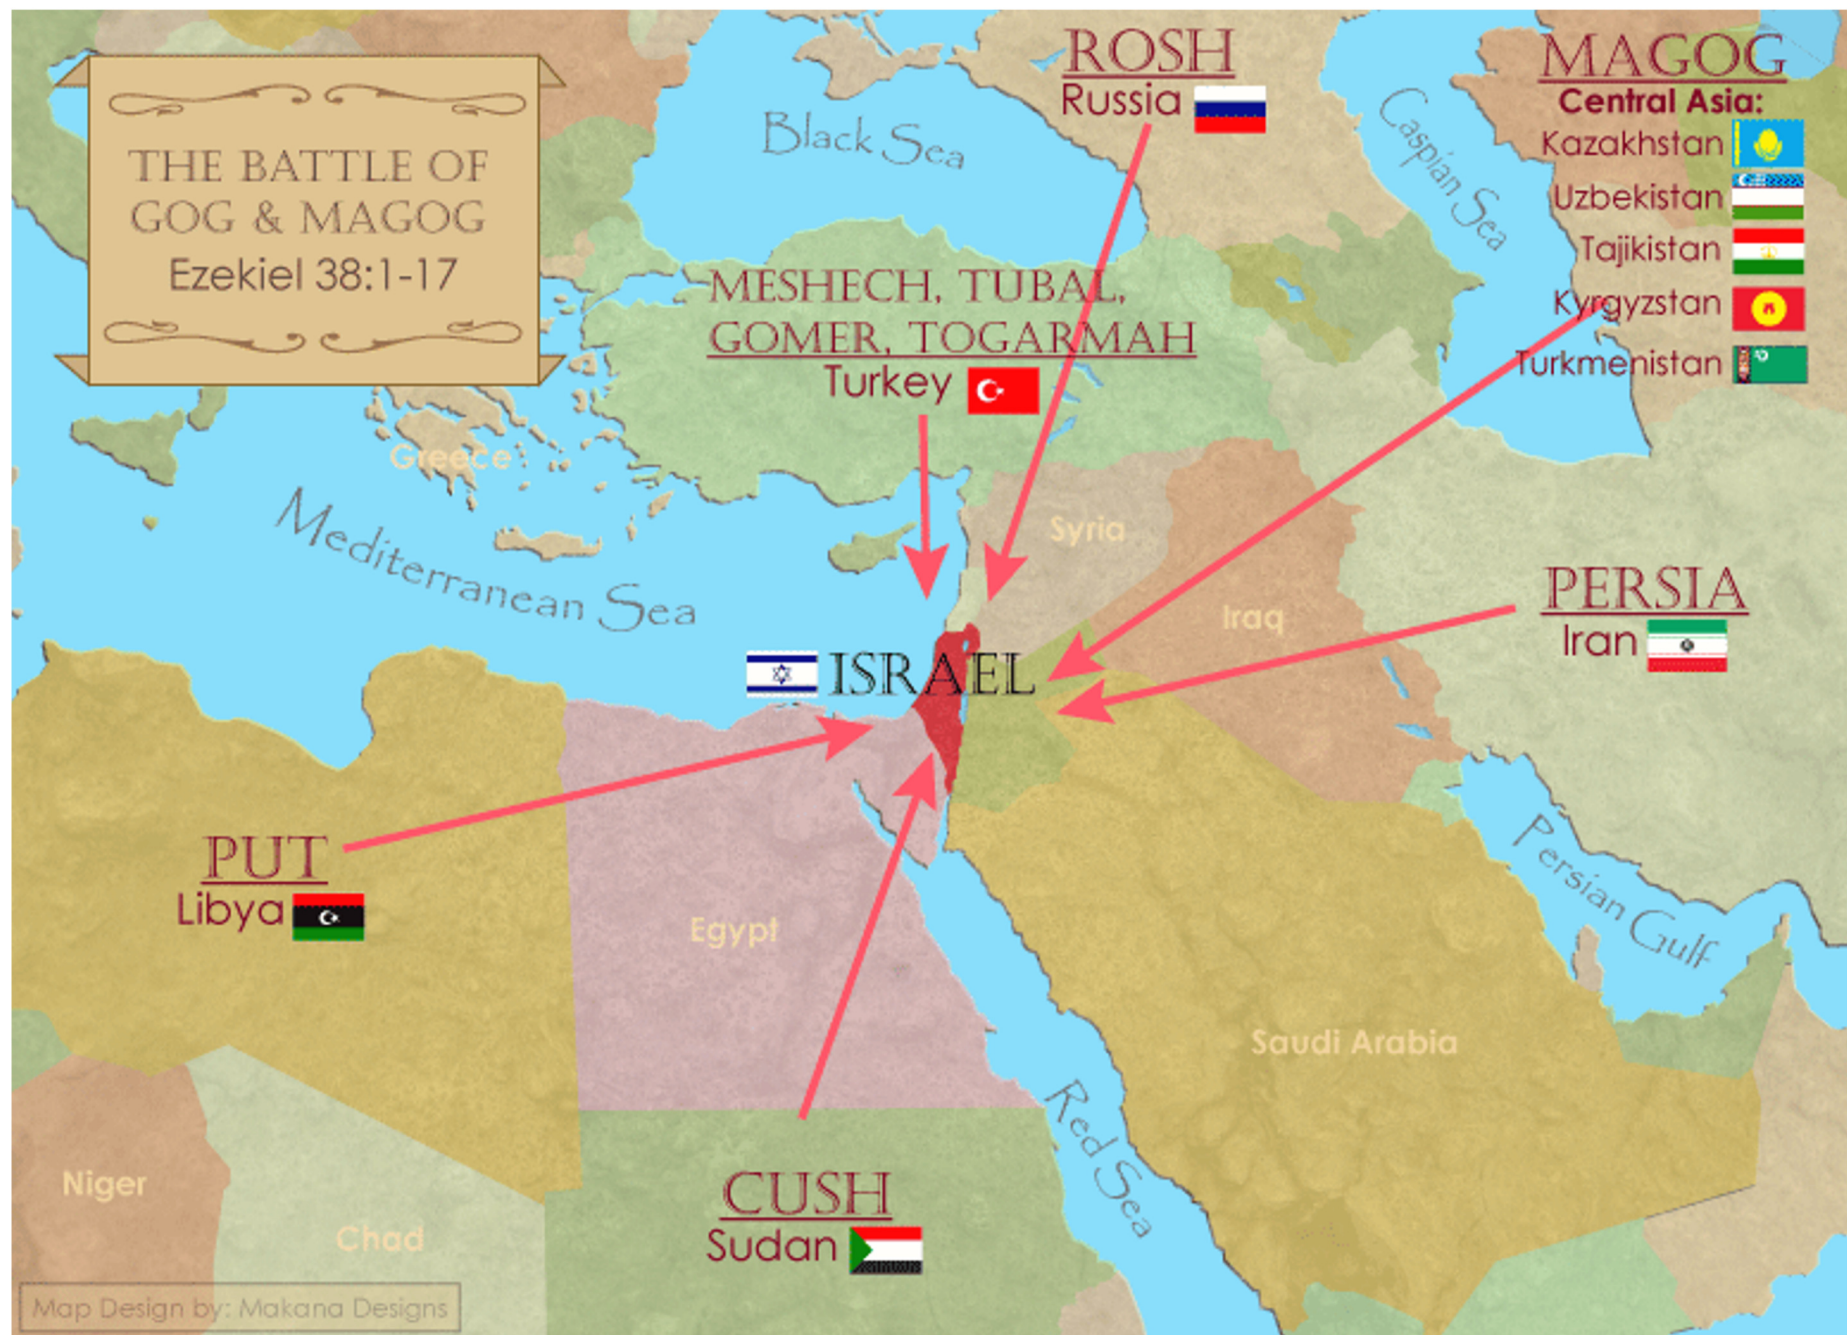 THE BATTLE OF
GOG & MAGOG
Ezekiel 38:1-17
ROSH
Russia
MAGOG
Central Asia:
Kazakhstan
Uzbekistan
Tajikistan
Kyrgyzstan
Turkmenistan
Black Sea
Caspian Sea
MESHECH, TUBAL,
GOMER, TOGARMAH
Turkey
Greece
Mediterranean Sea
Syria
Iraq
PERSIA
Iran
ISRAEL
PUT
Libya
Egypt
Persian Gulf
Saudi Arabia
Red Sea
Niger
Chad
CUSH
Sudan
Map Design by: Makana Designs